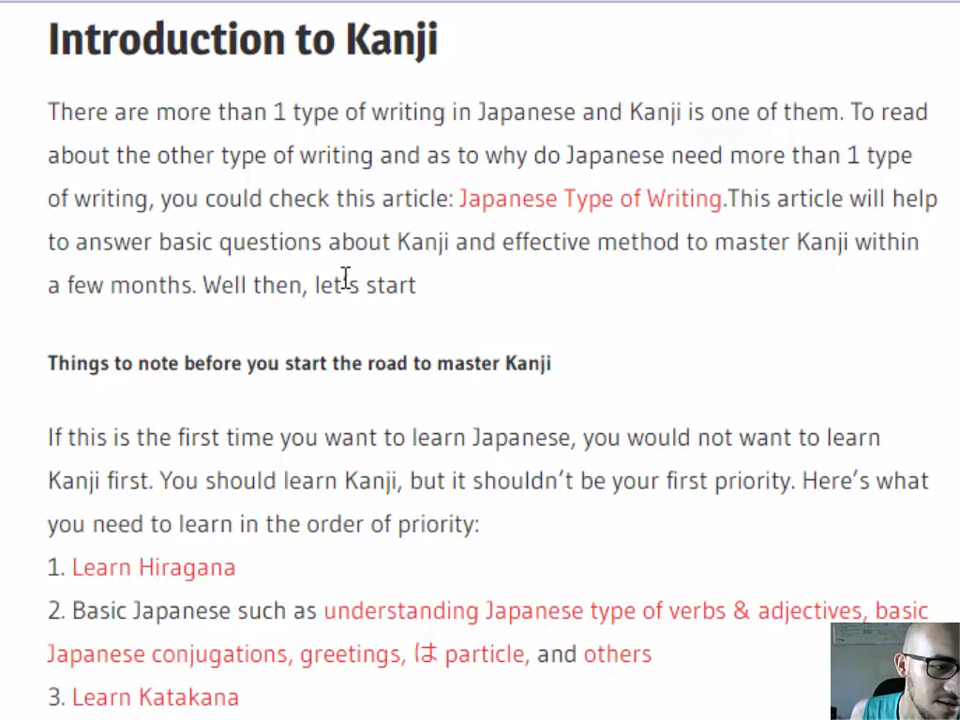 Introduction to Kanji
There are more than 1 type of writing in Japanese and Kanji is one of them. To read
about the other type of writing and as to why do Japanese need more than 1 type
of writing, you could check this article: Japanese Type of Writing.This article will help
to answer basic questions about Kanji and effective method to master Kanji within
a few months. Well then, let's start
Things to note before you start the road to master Kanji
If this is the first time you want to learn Japanese, you would not want to learn
Kanji first. You should learn Kanji, but it shouldn’t be your first priority. Here’s what
you need to learn in the order of priority:
1. Learn Hiragana
2. Basic Japanese such as understanding Japanese type of verbs & adjectives, basic
Japanese conjugations, greetings, は particle, and others
3. Learn Katakana